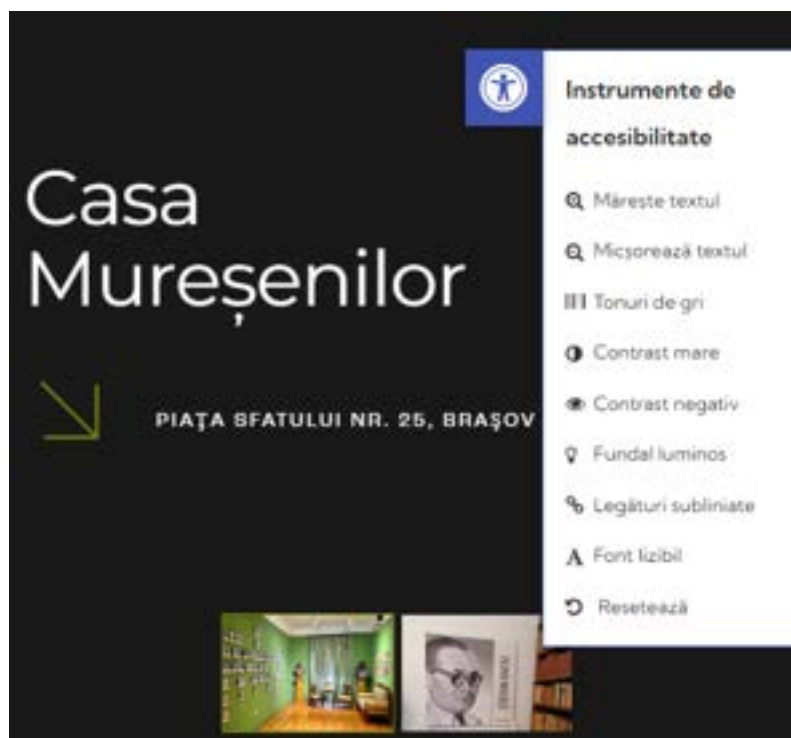 Casa
Mureșenilor
PIAȚA SFATULUI NR. 25, BRAȘOV
Instrumente de
accesibilitate
Mărește textul
Micșorează textul
Tonuri de gri
Contrast mare
Contrast negativ
Fundal luminos
Legături subliniate
Font lizibil
Resetează